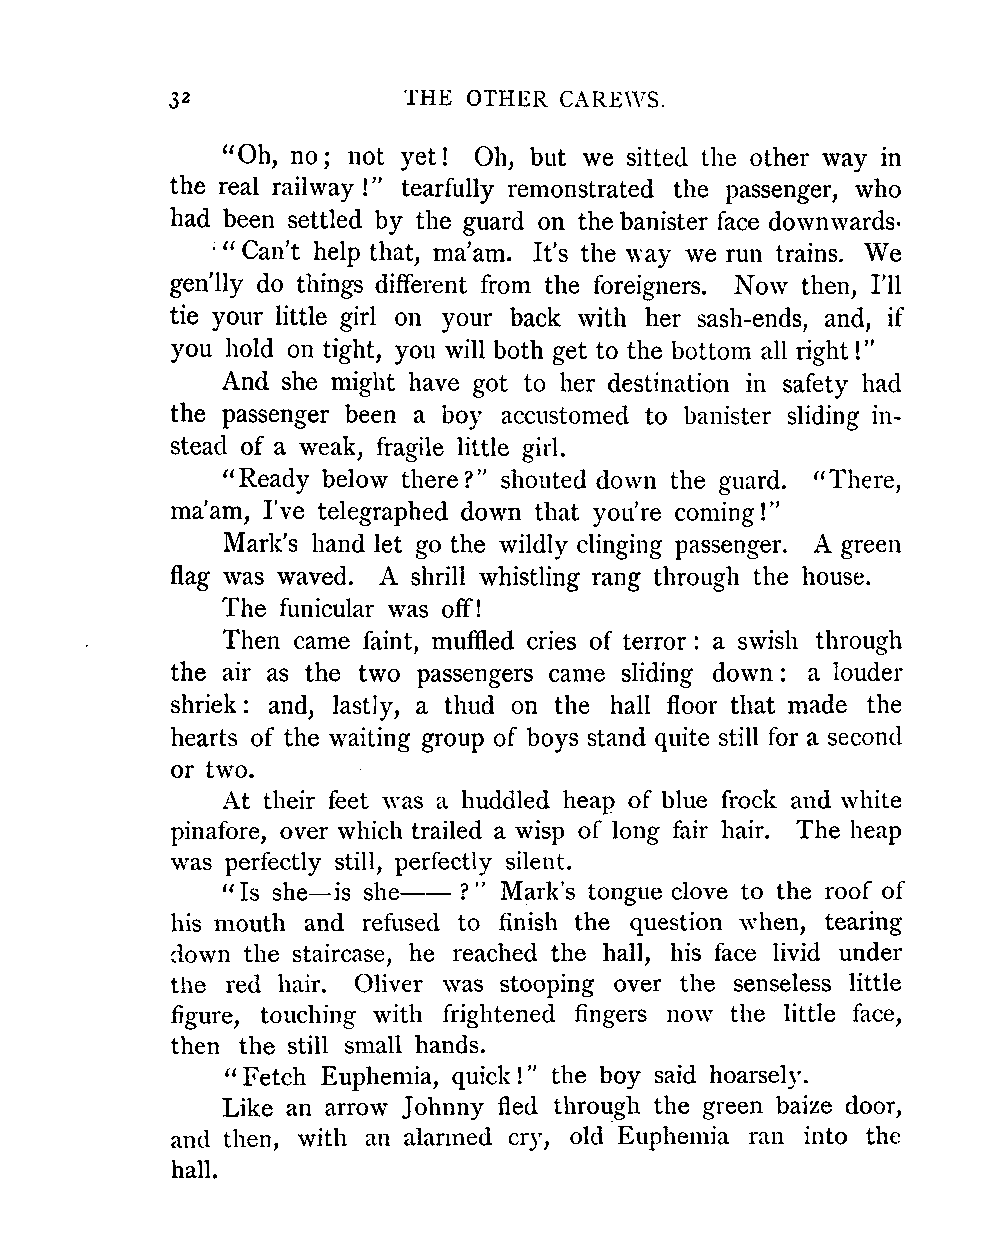 32 THE OTHER CAREWS.
"Oh, no; not yet! Oh, but we sitted the other way in
the real railway!" tearfully remonstrated the passenger, who
had been settled by the guard on the banister face downwards.
"Can't help that, ma'am. It's the way we run trains. We
gen'lly do things different from the foreigners. Now then, I'll
tie your little girl on your back with her sash-ends, and, if
you hold on tight, you will both get to the bottom all right!"
And she might have got to her destination in safety had
the passenger been a boy accustomed to banister sliding in-
stead of a weak, fragile little girl.
"Ready below there?" shouted down the guard. "There,
ma'am, I've telegraphed down that you're coming!"
Mark's hand let go the wildly clinging passenger. A green
flag was waved. A shrill whistling rang through the house.
The funicular was off!
Then came faint, muffled cries of terror: a swish through
the air as the two passengers came sliding down: a louder
shriek: and, lastly, a thud on the hall floor that made the
hearts of the waiting group of boys stand quite still for a second
or two.
At their feet was a huddled heap of blue frock and white
pinafore, over which trailed a wisp of long fair hair. The heap
was perfectly still, perfectly silent.
"Is she—is she——?" Mark's tongue clove to the roof of
his mouth and refused to finish the question when, tearing
down the staircase, he reached the hall, his face livid under
the red hair. Oliver was stooping over the senseless little
figure, touching with frightened fingers now the little face,
then the still small hands.
"Fetch Euphemia, quick!" the boy said hoarsely.
Like an arrow Johnny fled through the green baize door,
and then, with an alarmed cry, old Euphemia ran into the
hall.